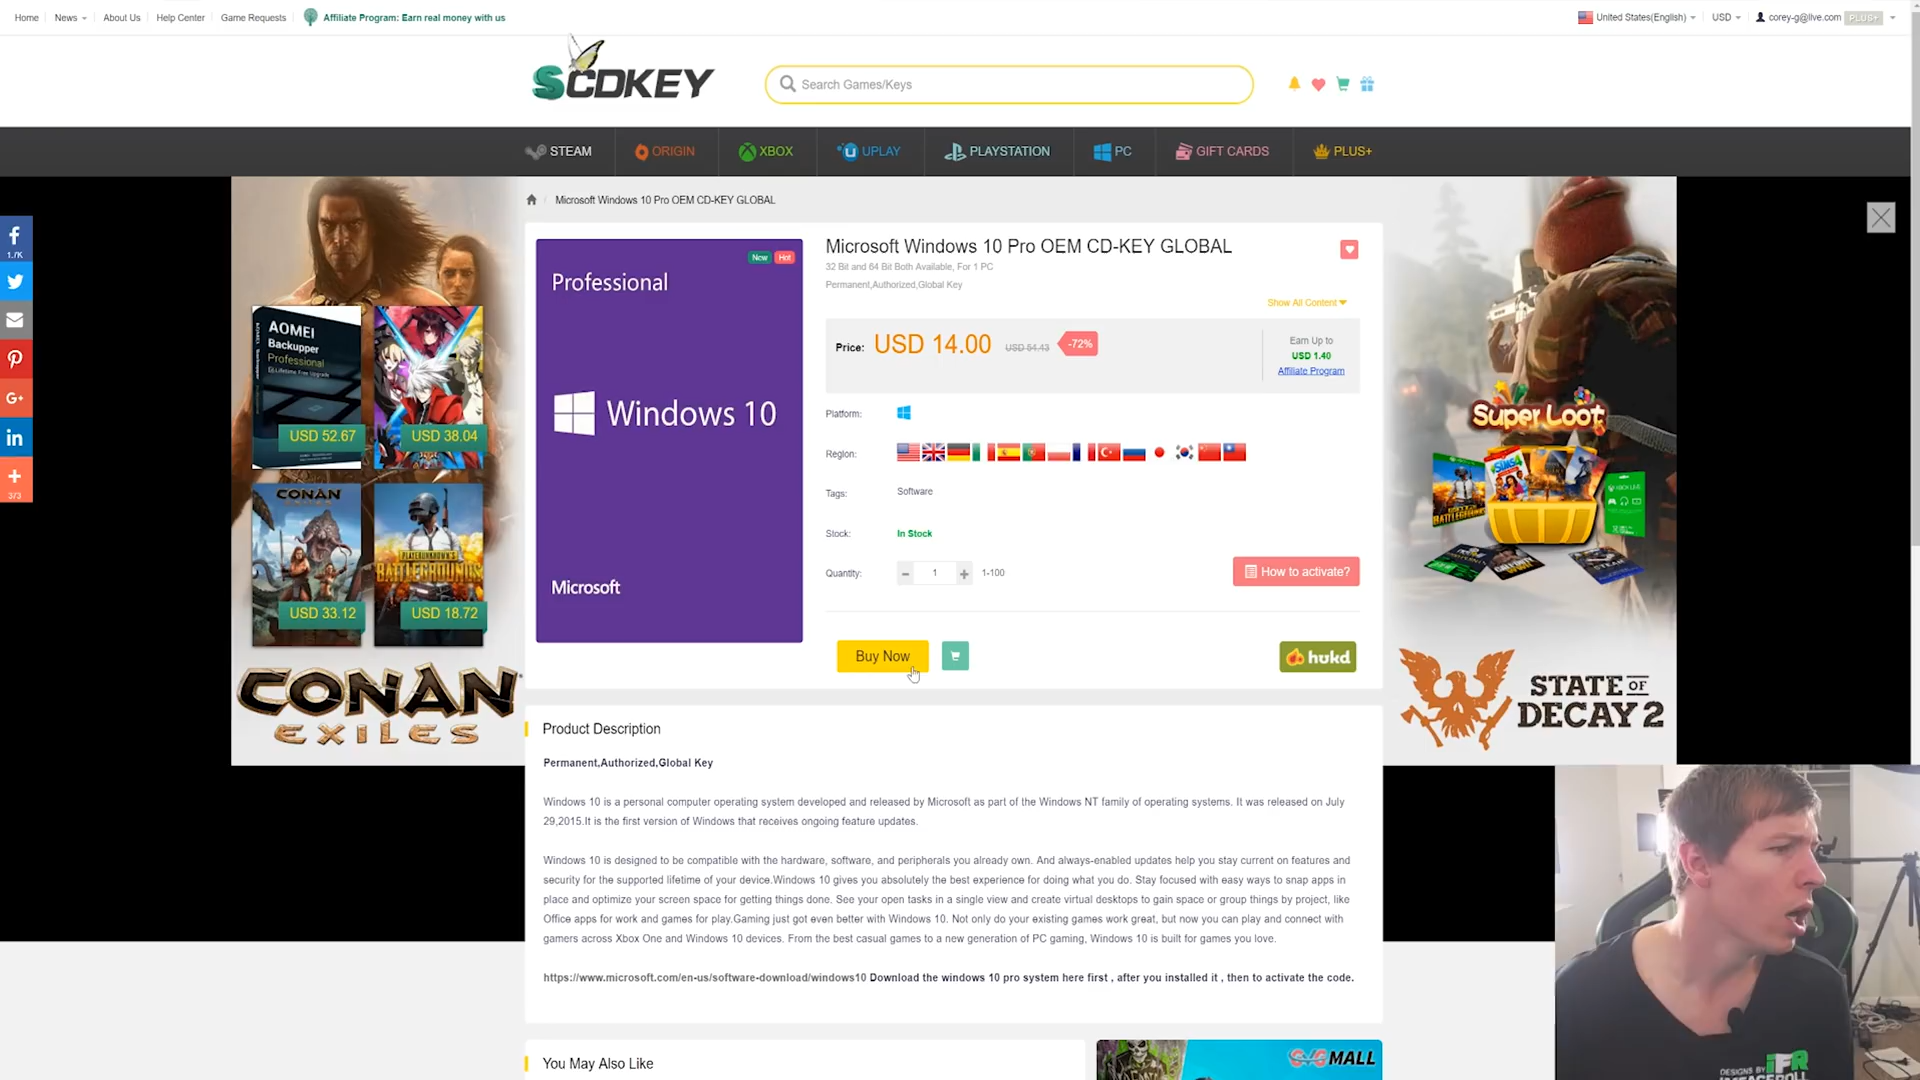 Home News About Us Help Center Game Requests Affiliate Program: Earn real money with us
United States(English) USD corey-g@live.com PLUS+
SCDKEY
Search Games/Keys
STEAM ORIGIN XBOX UPLAY PLAYSTATION PC GIFT CARDS PLUS+
Microsoft Windows 10 Pro OEM CD-KEY GLOBAL
1.7K
3/3
AOMEI
Backupper
Professional
Lifetime Free Upgrade
USD 52.67
USD 38.04
CONAN
PLAYERUNKNOWN'S
BATTLEGROUNDS
USD 33.12
USD 18.72
CONAN
EXILES
New Hot
Professional
Windows 10
Microsoft
Microsoft Windows 10 Pro OEM CD-KEY GLOBAL
32 Bit and 64 Bit Both Available, For 1 PC
Permanent,Authorized,Global Key
Show All Content
Price: USD 14.00 USD 54.43 -72%
Earn Up to
USD 1.40
Affiliate Program
Platform:
Region:
Tags: Software
Stock: In Stock
Quantity: - 1 + 1-100
How to activate?
Buy Now
hukd
Super Loot
STATE OF
DECAY 2
Product Description
Permanent,Authorized,Global Key
Windows 10 is a personal computer operating system developed and released by Microsoft as part of the Windows NT family of operating systems. It was released on July
29,2015.It is the first version of Windows that receives ongoing feature updates.
Windows 10 is designed to be compatible with the hardware, software, and peripherals you already own. And always-enabled updates help you stay current on features and
security for the supported lifetime of your device.Windows 10 gives you absolutely the best experience for doing what you do. Stay focused with easy ways to snap apps in
place and optimize your screen space for getting things done. See your open tasks in a single view and create virtual desktops to gain space or group things by project, like
Office apps for work and games for play.Gaming just got even better with Windows 10. Not only do your existing games work great, but now you can play and connect with
gamers across Xbox One and Windows 10 devices. From the best casual games to a new generation of PC gaming, Windows 10 is built for games you love.
https://www.microsoft.com/en-us/software-download/windows10 Download the windows 10 pro system here first , after you installed it , then to activate the code.
You May Also Like
MALL
DESIGNS BY IFR